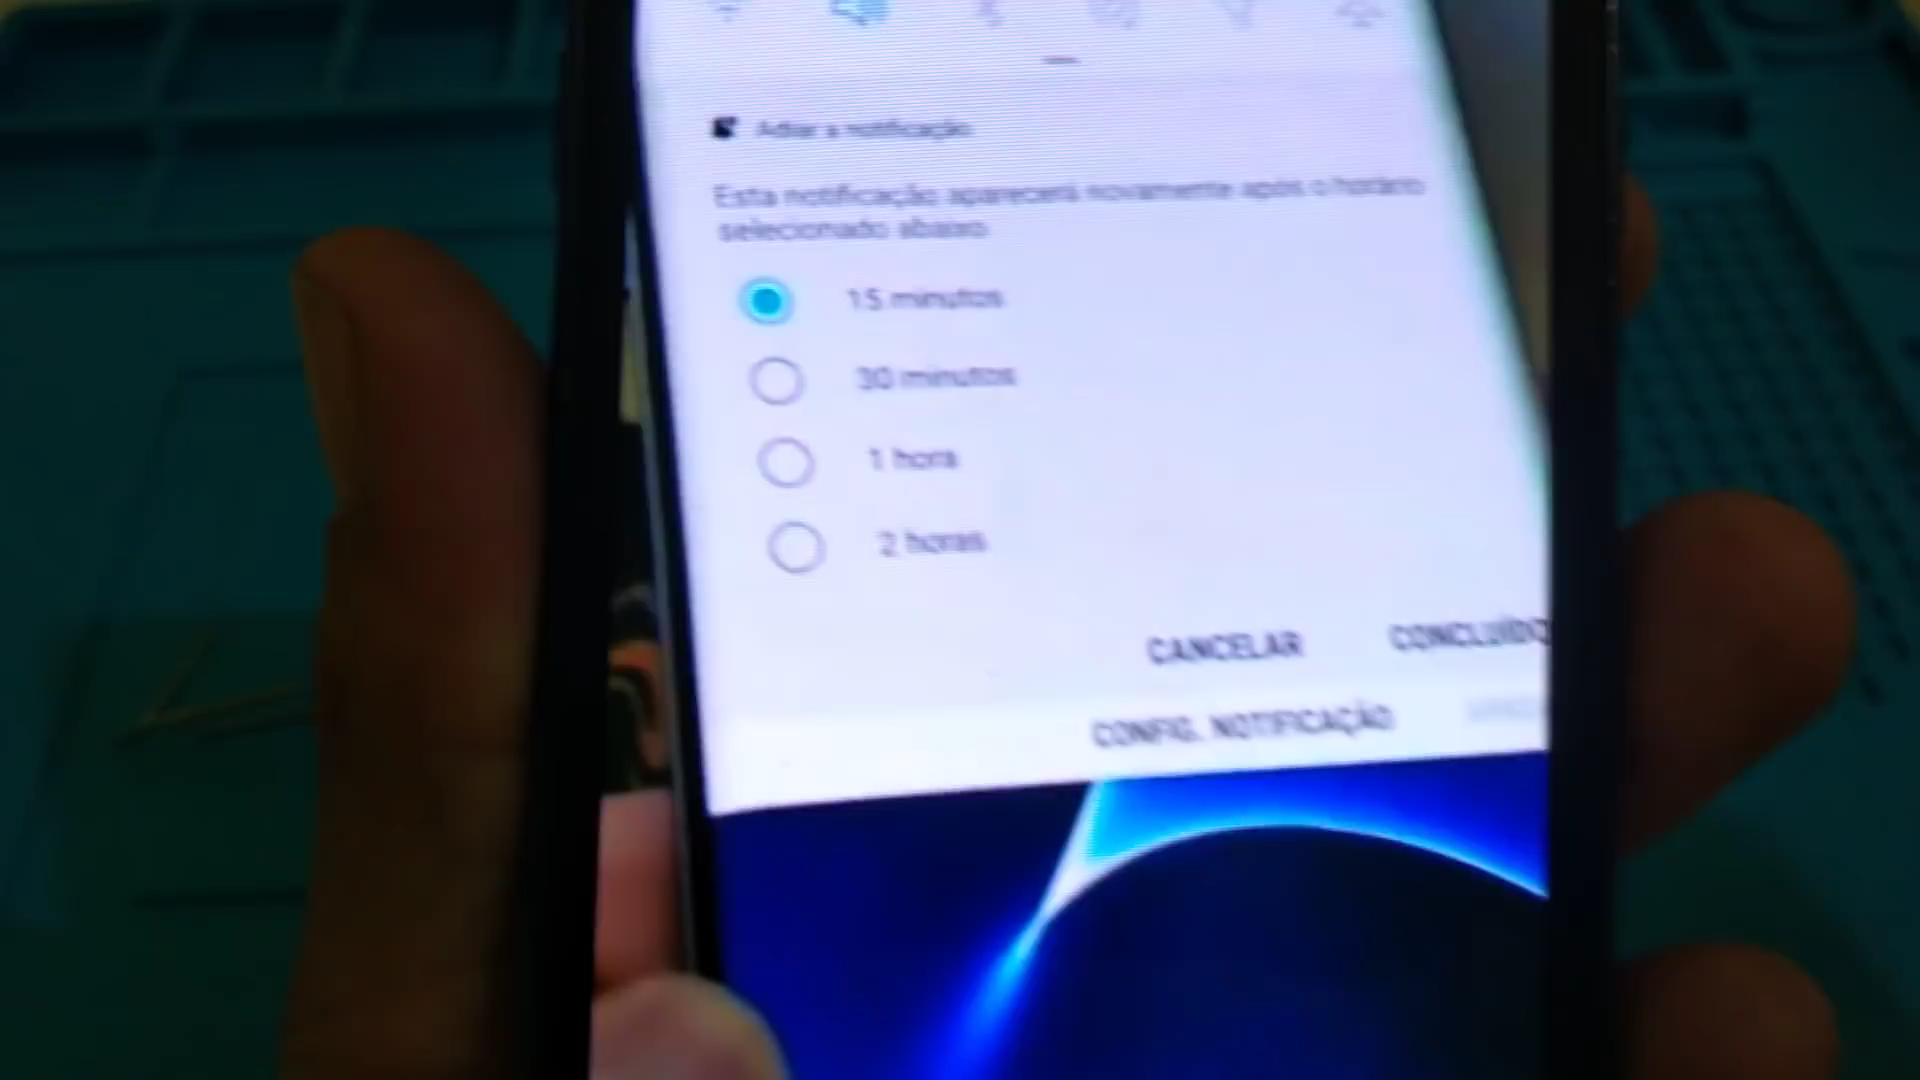 Adiar a notificação
Esta notificação aparecerá novamente após o horário
selecionado abaixo
15 minutos
30 minutos
1 hora
2 horas
CANCELAR CONCLUÍDO
CONFIG. NOTIFICAÇÃO